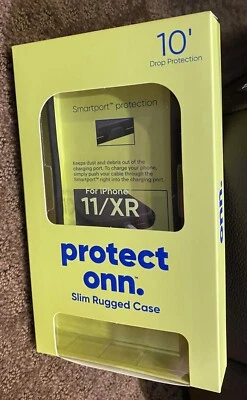 10'
Drop Protection
Smartport™ protection
Keeps dust and debris out of the
charging port. To charge your phone,
simply push your cable through the
Smartport™ right into the charging port.
For iPhone
11/XR
protect
onn.™
Slim Rugged Case
onn.